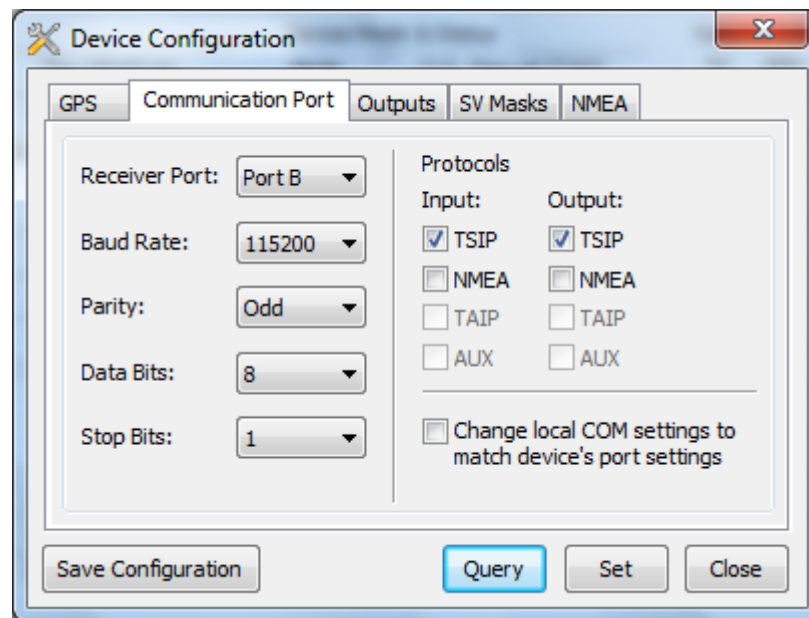 Device Configuration
GPS
Communication Port
Outputs
SV Masks
NMEA
Receiver Port:
Port B
Baud Rate:
115200
Parity:
Odd
Data Bits:
8
Stop Bits:
1
Protocols
Input:
Output:
TSIP
TSIP
NMEA
NMEA
TAIP
TAIP
AUX
AUX
Change local COM settings to
match device's port settings
Save Configuration
Query
Set
Close